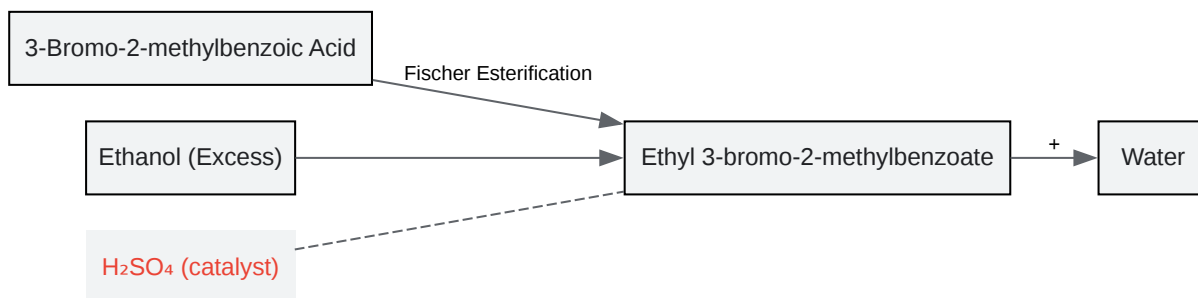 3-Bromo-2-methylbenzoic Acid
Fischer Esterification
Ethanol (Excess)
Ethyl 3-bromo-2-methylbenzoate
+
Water
H₂SO₄ (catalyst)